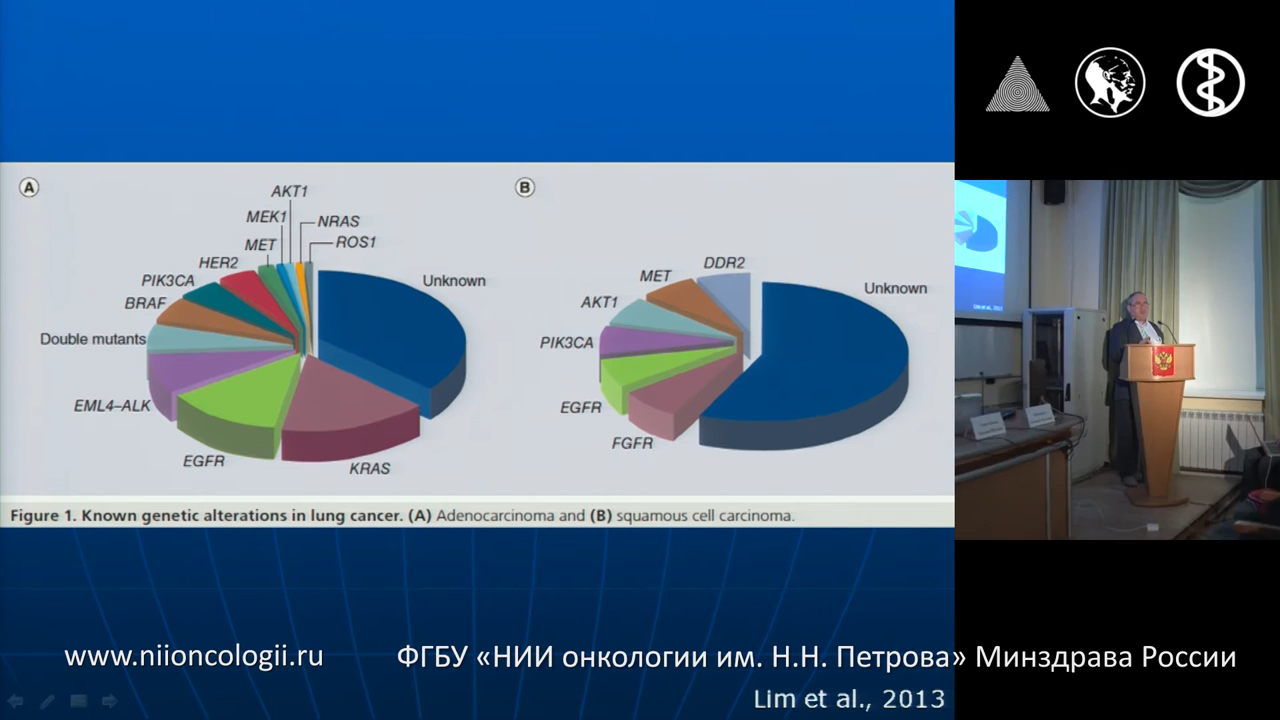 A
AKT1
MEK1
NRAS
MET
ROS1
HER2
PIK3CA
BRAF
Double mutants
EML4–ALK
EGFR
KRAS
Unknown
B
DDR2
MET
AKT1
PIK3CA
EGFR
FGFR
Unknown
Figure 1. Known genetic alterations in lung cancer. (A) Adenocarcinoma and (B) squamous cell carcinoma.
www.niioncologii.ru
ФГБУ «НИИ онкологии им. Н.Н. Петрова» Минздрава России
Lim et al., 2013